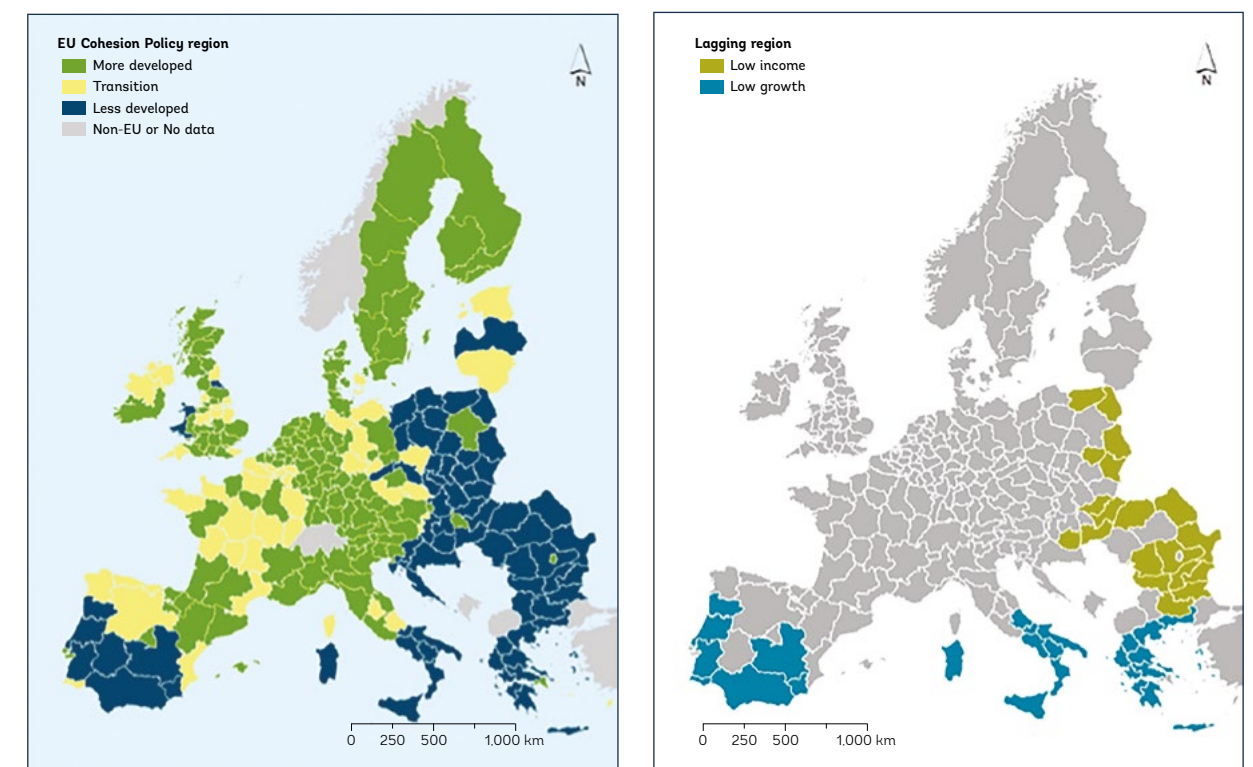 EU Cohesion Policy region
More developed
Transition
Less developed
Non-EU or No data
N
0 250 500 1,000 km
Lagging region
Low income
Low growth
N
0 250 500 1,000 km